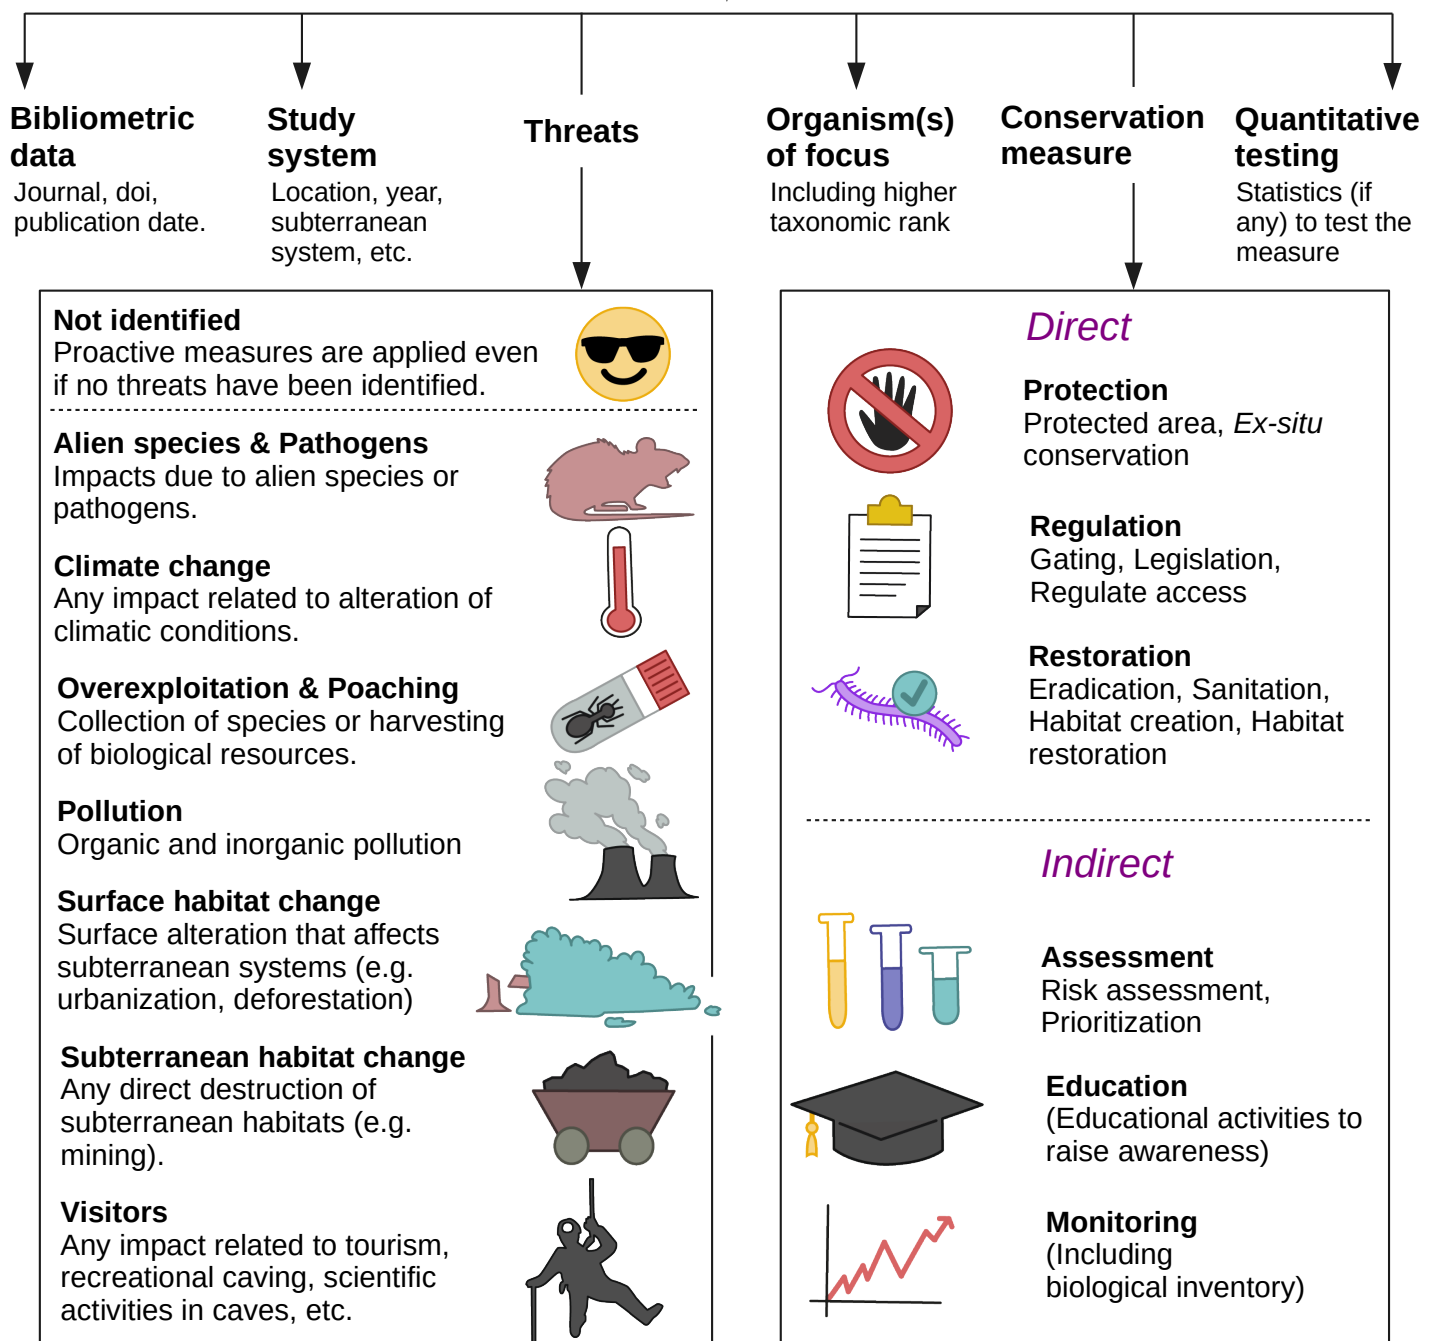 Bibliometric
data
Journal, doi,
publication date.
Study
system
Location, year,
subterranean
system, etc.
Threats
Organism(s)
of focus
Including higher
taxonomic rank
Conservation
measure
Quantitative
testing
Statistics (if
any) to test the
measure
Not identified
Proactive measures are applied even
if no threats have been identified.
Alien species & Pathogens
Impacts due to alien species or
pathogens.
Climate change
Any impact related to alteration of
climatic conditions.
Overexploitation & Poaching
Collection of species or harvesting
of biological resources.
Pollution
Organic and inorganic pollution
Surface habitat change
Surface alteration that affects
subterranean systems (e.g.
urbanization, deforestation)
Subterranean habitat change
Any direct destruction of
subterranean habitats (e.g.
mining).
Visitors
Any impact related to tourism,
recreational caving, scientific
activities in caves, etc.
Direct
Protection
Protected area, Ex-situ
conservation
Regulation
Gating, Legislation,
Regulate access
Restoration
Eradication, Sanitation,
Habitat creation, Habitat
restoration
Indirect
Assessment
Risk assessment,
Prioritization
Education
(Educational activities to
raise awareness)
Monitoring
(Including
biological inventory)